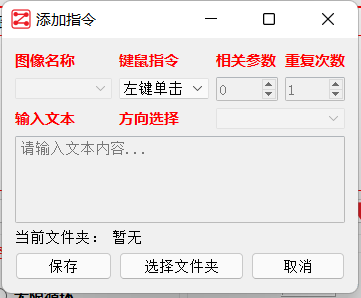 添加指令
图像名称 键鼠指令 相关参数 重复次数
左键单击 0 1
输入文本 方向选择
请输入文本内容...
当前文件夹： 暂无
保存 选择文件夹 取消